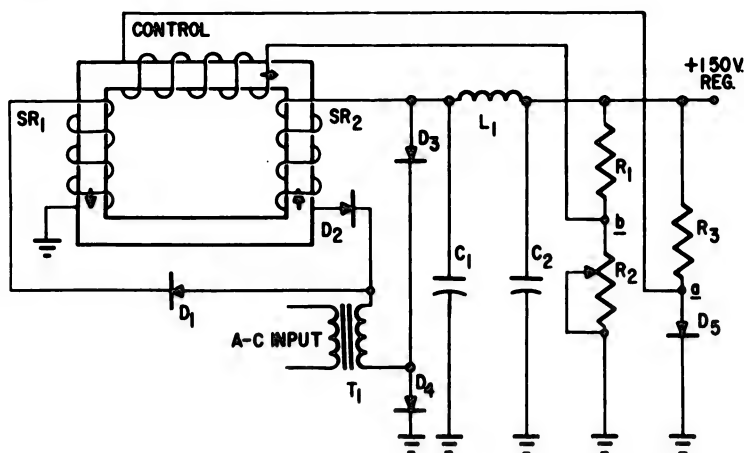 CONTROL
+150V.
REG.
SR1
SR2
D3
L1
R1
D2
b
R3
C1
C2
R2
a
D1
A-C INPUT
D5
T1
D4